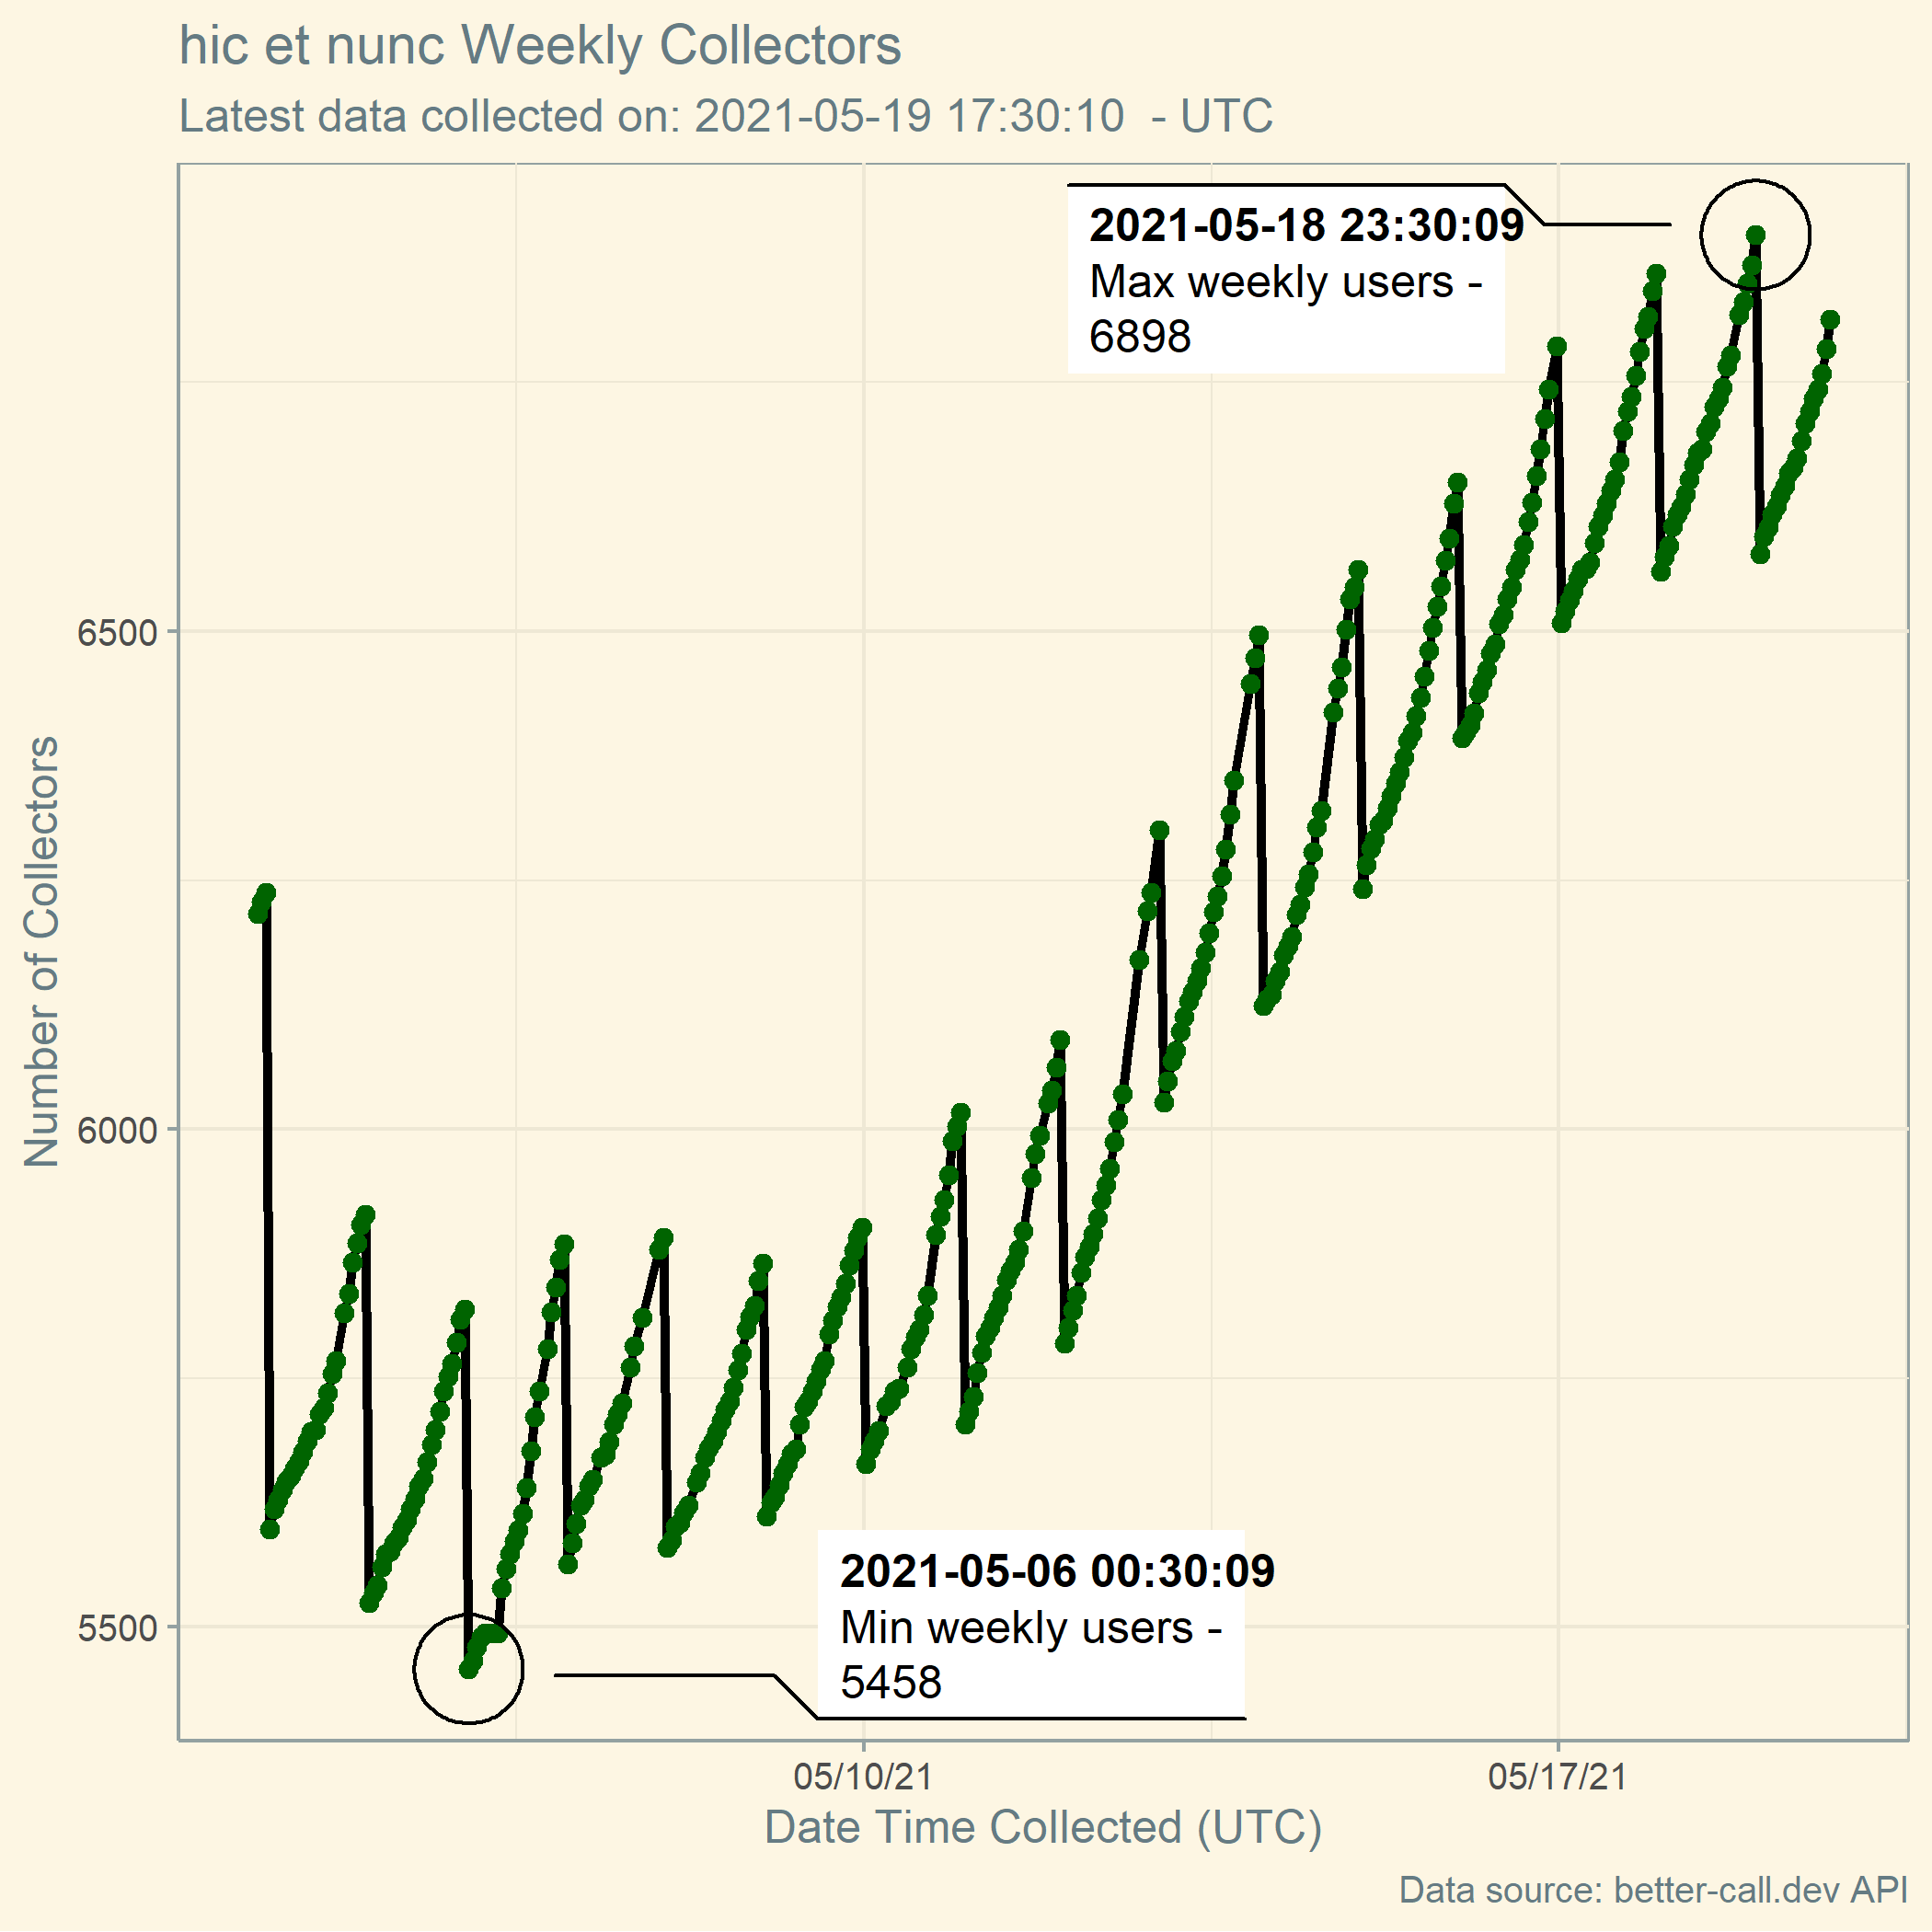 hic et nunc Weekly Collectors
Latest data collected on: 2021-05-19 17:30:10  - UTC
2021-05-18 23:30:09
Max weekly users -
6898
Number of Collectors
6500
6000
5500
2021-05-06 00:30:09
Min weekly users -
5458
05/10/21
05/17/21
Date Time Collected (UTC)
Data source: better-call.dev API